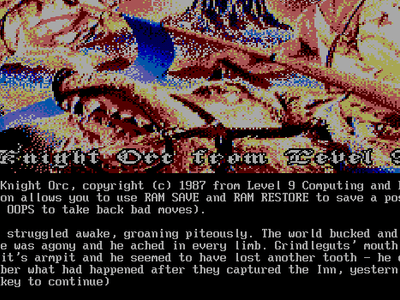 Knight Orc from Level 9
Knight Orc, copyright (c) 1987 from Level 9 Computing and
on allows you to use RAM SAVE and RAM RESTORE to save a pos
OOPS to take back bad moves).
struggled awake, groaning piteously. The world bucked and
e was agony and he ached in every limb. Grindleguts' mouth
it's armpit and he seemed to have lost another tooth - he
ber what had happened after they captured the Inn, yestern
key to continue)